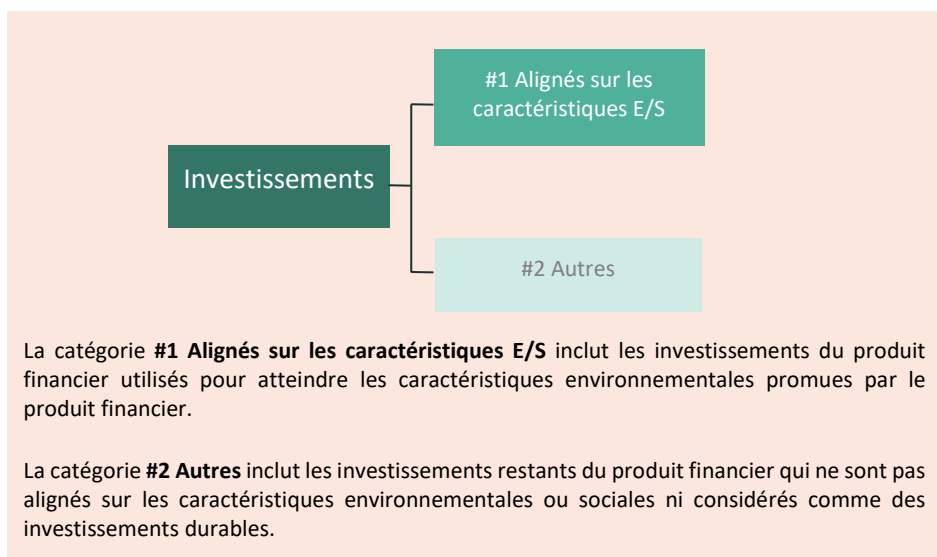 #1 Alignés sur les
caractéristiques E/S
Investissements
#2 Autres
La catégorie #1 Alignés sur les caractéristiques E/S inclut les investissements du produit
financier utilisés pour atteindre les caractéristiques environnementales promues par le
produit financier.
La catégorie #2 Autres inclut les investissements restants du produit financier qui ne sont pas
alignés sur les caractéristiques environnementales ou sociales ni considérés comme des
investissements durables.